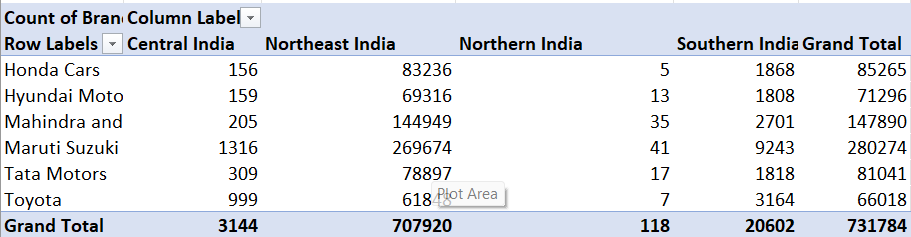 Count of Bran Column Label
Row Labels Central India Northeast India Northern India Southern India Grand Total
Honda Cars 156 83236 5 1868 85265
Hyundai Moto 159 69316 13 1808 71296
Mahindra and 205 144949 35 2701 147890
Maruti Suzuki 1316 269674 41 9243 280274
Tata Motors 309 78897 17 1818 81041
Toyota 999 61848 7 3164 66018
Plot Area
Grand Total 3144 707920 118 20602 731784